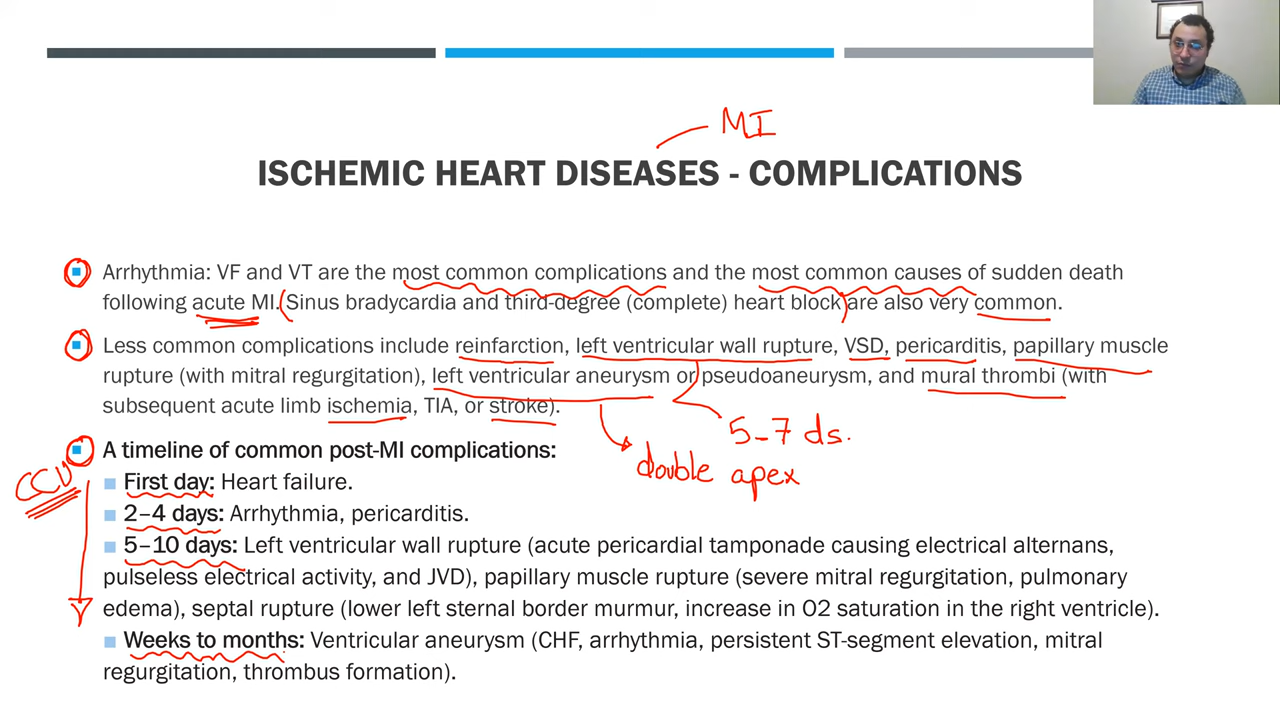 MI
ISCHEMIC HEART DISEASES - COMPLICATIONS
Arrhythmia: VF and VT are the most common complications and the most common causes of sudden death
following acute MI. (Sinus bradycardia and third-degree (complete) heart block) are also very common.
Less common complications include reinfarction, left ventricular wall rupture, VSD, pericarditis, papillary muscle
rupture (with mitral regurgitation), left ventricular aneurysm or pseudoaneurysm, and mural thrombi (with
subsequent acute limb ischemia, TIA, or stroke).
5-7 ds.
double apex
A timeline of common post-MI complications:
CCU
First day: Heart failure.
2–4 days: Arrhythmia, pericarditis.
5–10 days: Left ventricular wall rupture (acute pericardial tamponade causing electrical alternans,
pulseless electrical activity, and JVD), papillary muscle rupture (severe mitral regurgitation, pulmonary
edema), septal rupture (lower left sternal border murmur, increase in O2 saturation in the right ventricle).
Weeks to months: Ventricular aneurysm (CHF, arrhythmia, persistent ST-segment elevation, mitral
regurgitation, thrombus formation).